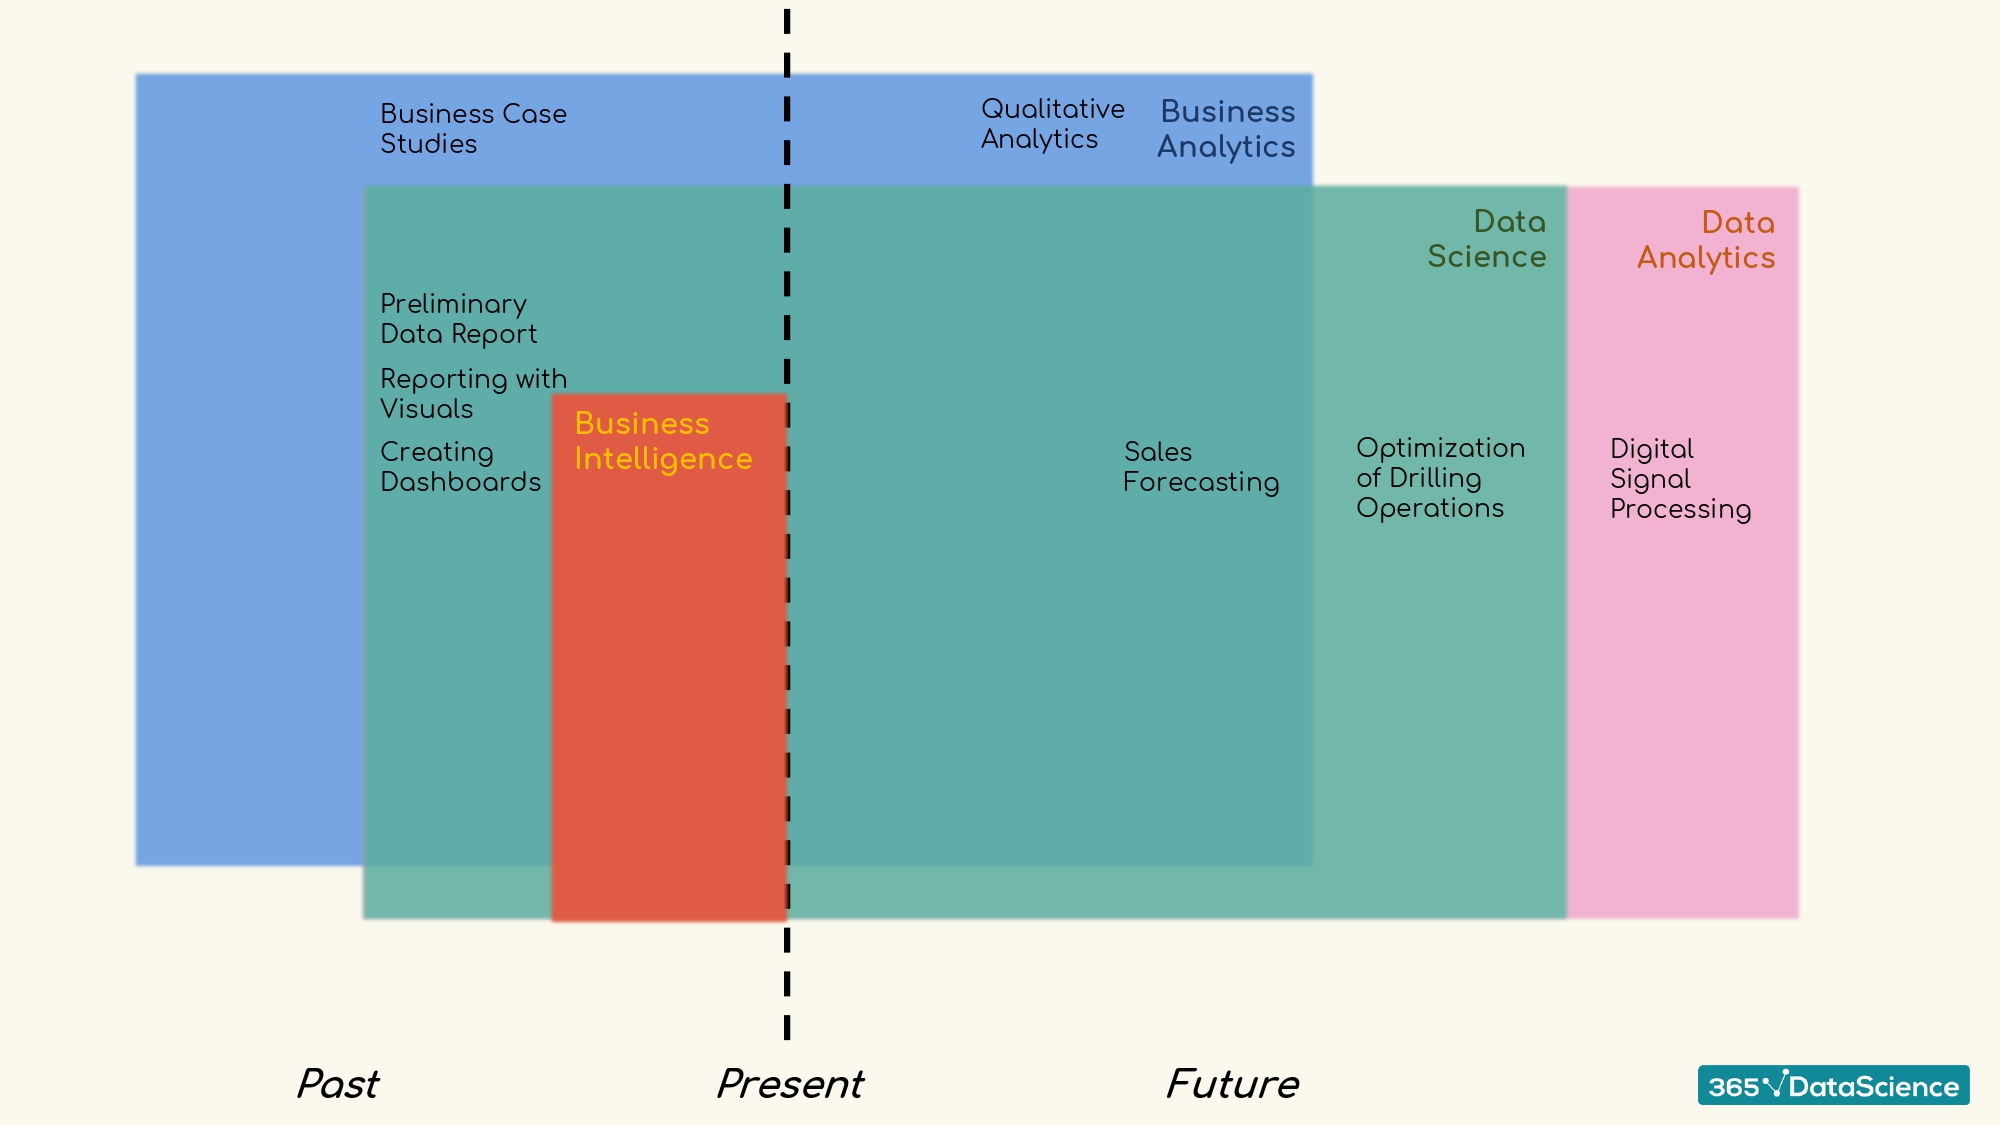 Business Case
Studies
Qualitative
Analytics
Business
Analytics
Data
Science
Data
Analytics
Preliminary
Data Report
Reporting with
Visuals
Creating
Dashboards
Business
Intelligence
Sales
Forecasting
Optimization
of Drilling
Operations
Digital
Signal
Processing
Past
Present
Future
365 DataScience